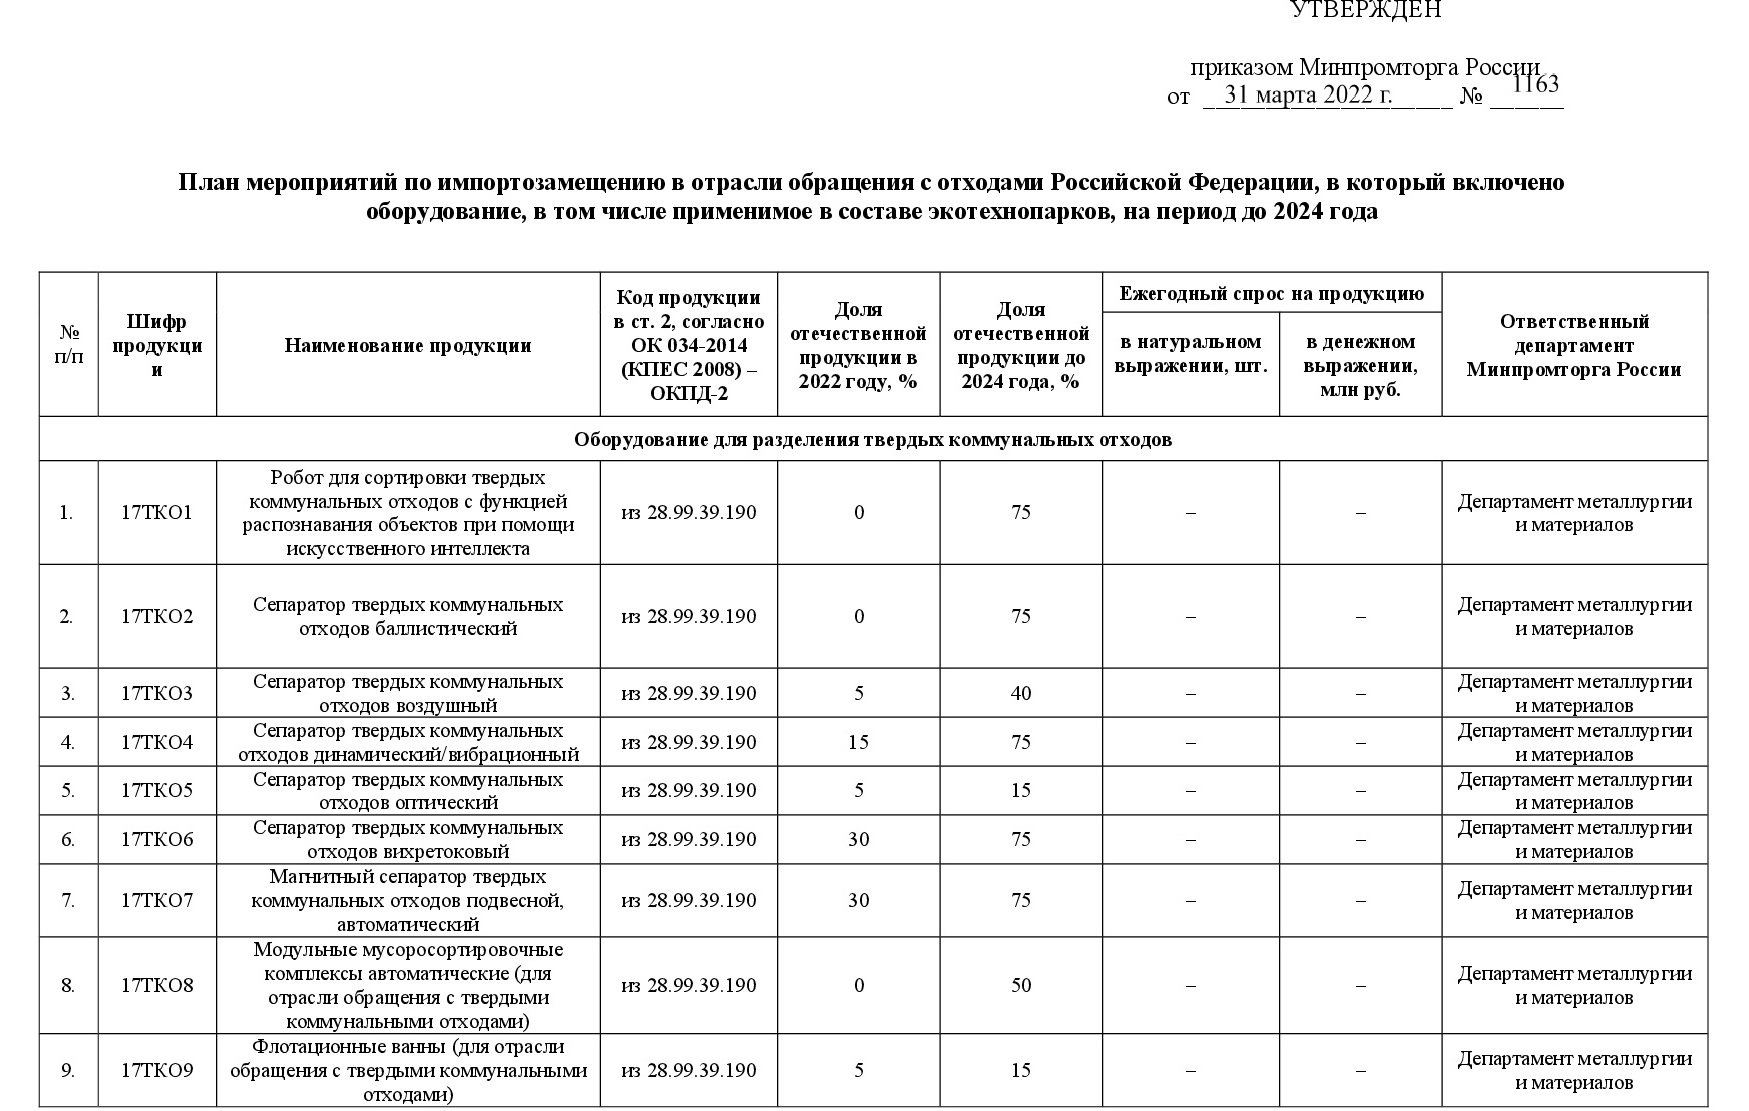 УТВЕРЖДЕН
приказом Минпромторга России
от 31 марта 2022 г. № 1163
План мероприятий по импортозамещению в отрасли обращения с отходами Российской Федерации, в который включено
оборудование, в том числе применимое в составе экотехнопарков, на период до 2024 года
№
п/п
Шифр
продукци
и
Наименование продукции
Код продукции
в ст. 2, согласно
ОК 034-2014
(КПЕС 2008) –
ОКПД-2
Доля
отечественной
продукции в
2022 году, %
Доля
отечественной
продукции до
2024 года, %
Ежегодный спрос на продукцию
в натуральном
выражении, шт.
в денежном
выражении,
млн руб.
Ответственный
департамент
Минпромторга России
Оборудование для разделения твердых коммунальных отходов
1.
17ТКО1
Робот для сортировки твердых
коммунальных отходов с функцией
распознавания объектов при помощи
искусственного интеллекта
из 28.99.39.190
0
75
–
–
Департамент металлургии
и материалов
2.
17ТКО2
Сепаратор твердых коммунальных
отходов баллистический
из 28.99.39.190
0
75
–
–
Департамент металлургии
и материалов
3.
17ТКО3
Сепаратор твердых коммунальных
отходов воздушный
из 28.99.39.190
5
40
–
–
Департамент металлургии
и материалов
4.
17ТКО4
Сепаратор твердых коммунальных
отходов динамический/вибрационный
из 28.99.39.190
15
75
–
–
Департамент металлургии
и материалов
5.
17ТКО5
Сепаратор твердых коммунальных
отходов оптический
из 28.99.39.190
5
15
–
–
Департамент металлургии
и материалов
6.
17ТКО6
Сепаратор твердых коммунальных
отходов вихретоковый
из 28.99.39.190
30
75
–
–
Департамент металлургии
и материалов
7.
17ТКО7
Магнитный сепаратор твердых
коммунальных отходов подвесной,
автоматический
из 28.99.39.190
30
75
–
–
Департамент металлургии
и материалов
8.
17ТКО8
Модульные мусоросортировочные
комплексы автоматические (для
отрасли обращения с твердыми
коммунальными отходами)
из 28.99.39.190
0
50
–
–
Департамент металлургии
и материалов
9.
17ТКО9
Флотационные ванны (для отрасли
обращения с твердыми коммунальными
отходами)
из 28.99.39.190
5
15
–
–
Департамент металлургии
и материалов